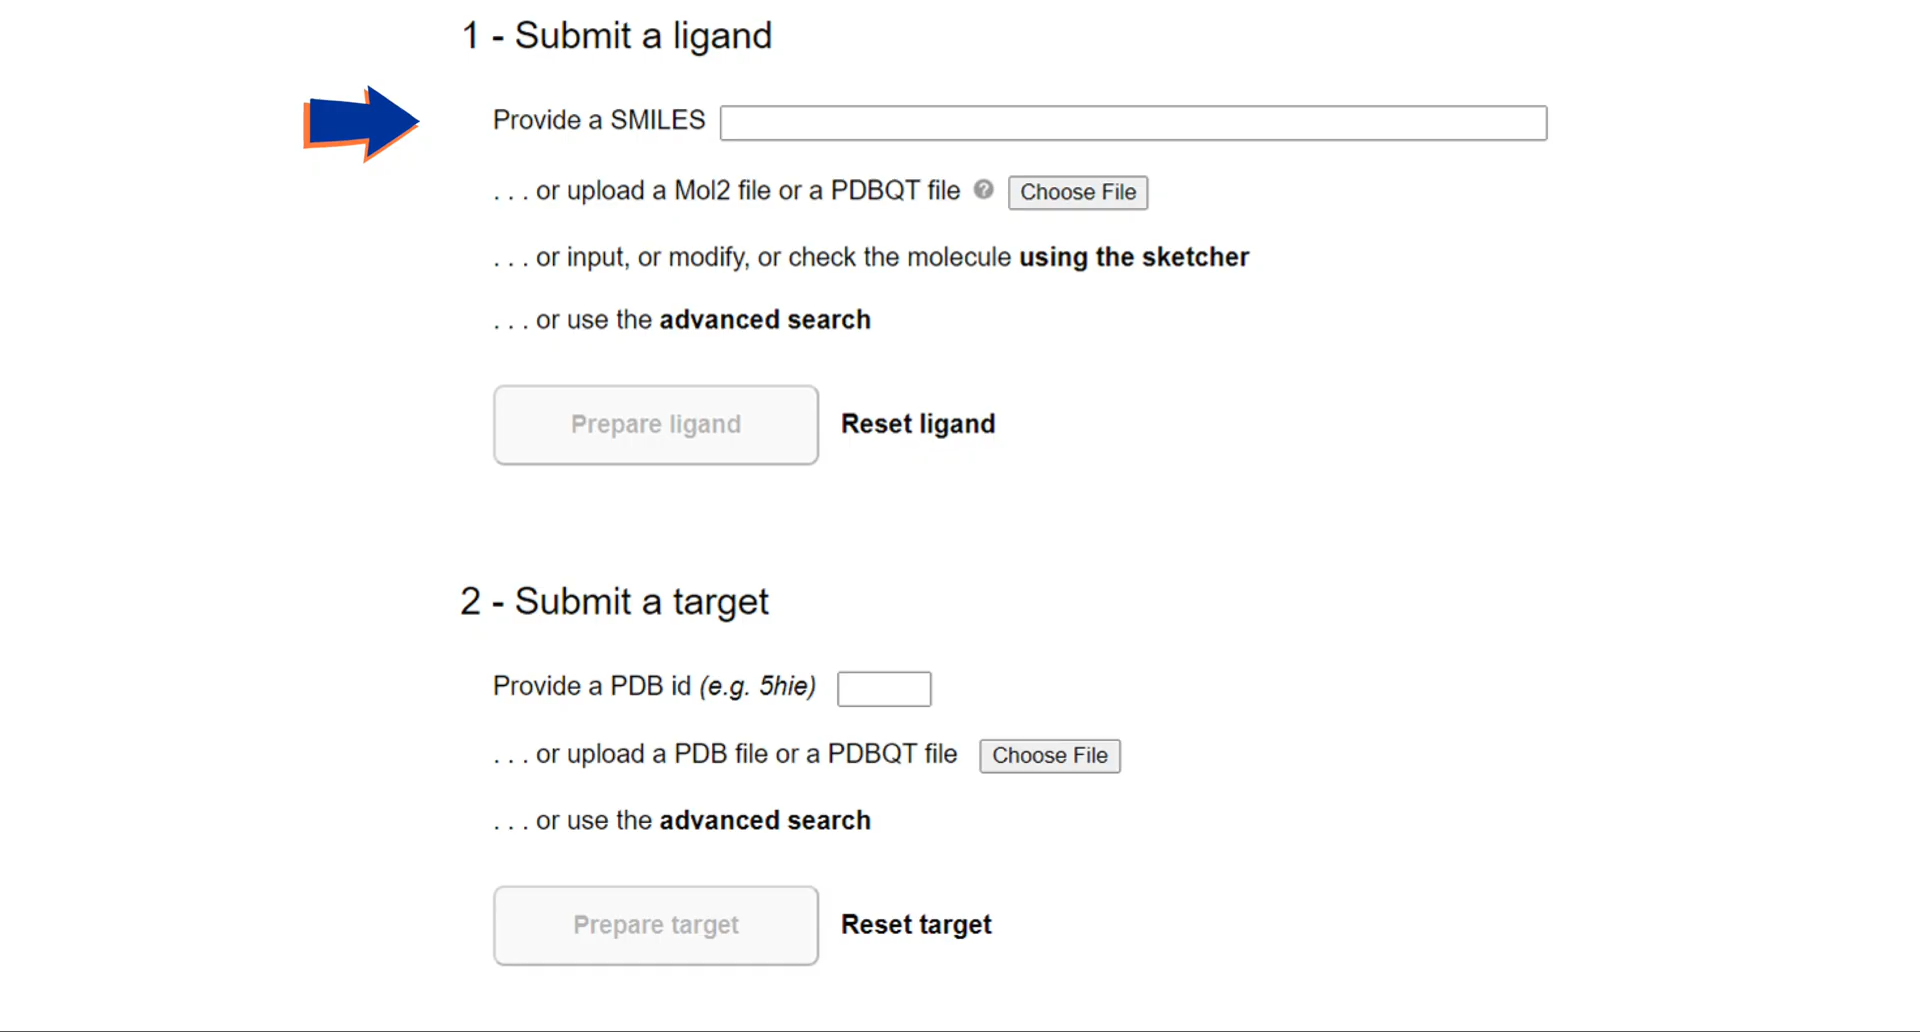 1 - Submit a ligand
Provide a SMILES
. . . or upload a Mol2 file or a PDBQT file ? Choose File
. . . or input, or modify, or check the molecule using the sketcher
. . . or use the advanced search
Prepare ligand Reset ligand
2 - Submit a target
Provide a PDB id (e.g. 5hie)
. . . or upload a PDB file or a PDBQT file Choose File
. . . or use the advanced search
Prepare target Reset target